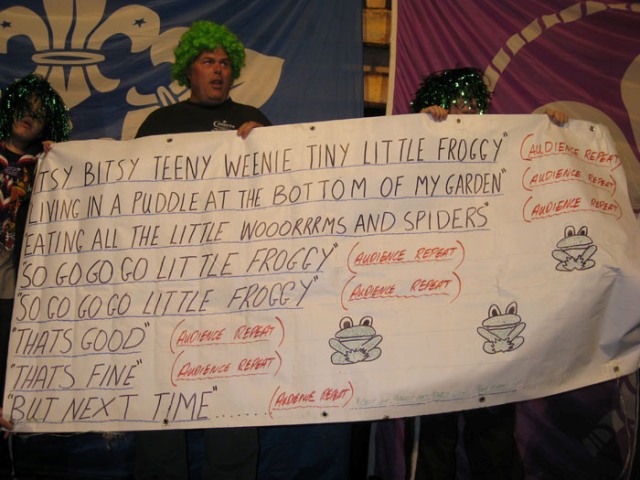 TSY BITSY TEENY WEENIE TINY LITTLE FROGGY" (AUDIENCE REPEAT)
LIVING IN A PUDDLE AT THE BOTTOM OF MY GARDEN" (AUDIENCE REPEAT)
EATING ALL THE LITTLE WOOORRRMS AND SPIDERS" (AUDIENCE REPEAT)
"SO GO GO GO LITTLE FROGGY" (AUDIENCE REPEAT)
"SO GO GO GO LITTLE FROGGY" (AUDIENCE REPEAT)
"THATS GOOD" (AUDIENCE REPEAT)
"THATS FINE" (AUDIENCE REPEAT)
"BUT NEXT TIME"....... (AUDIENCE REPEAT)